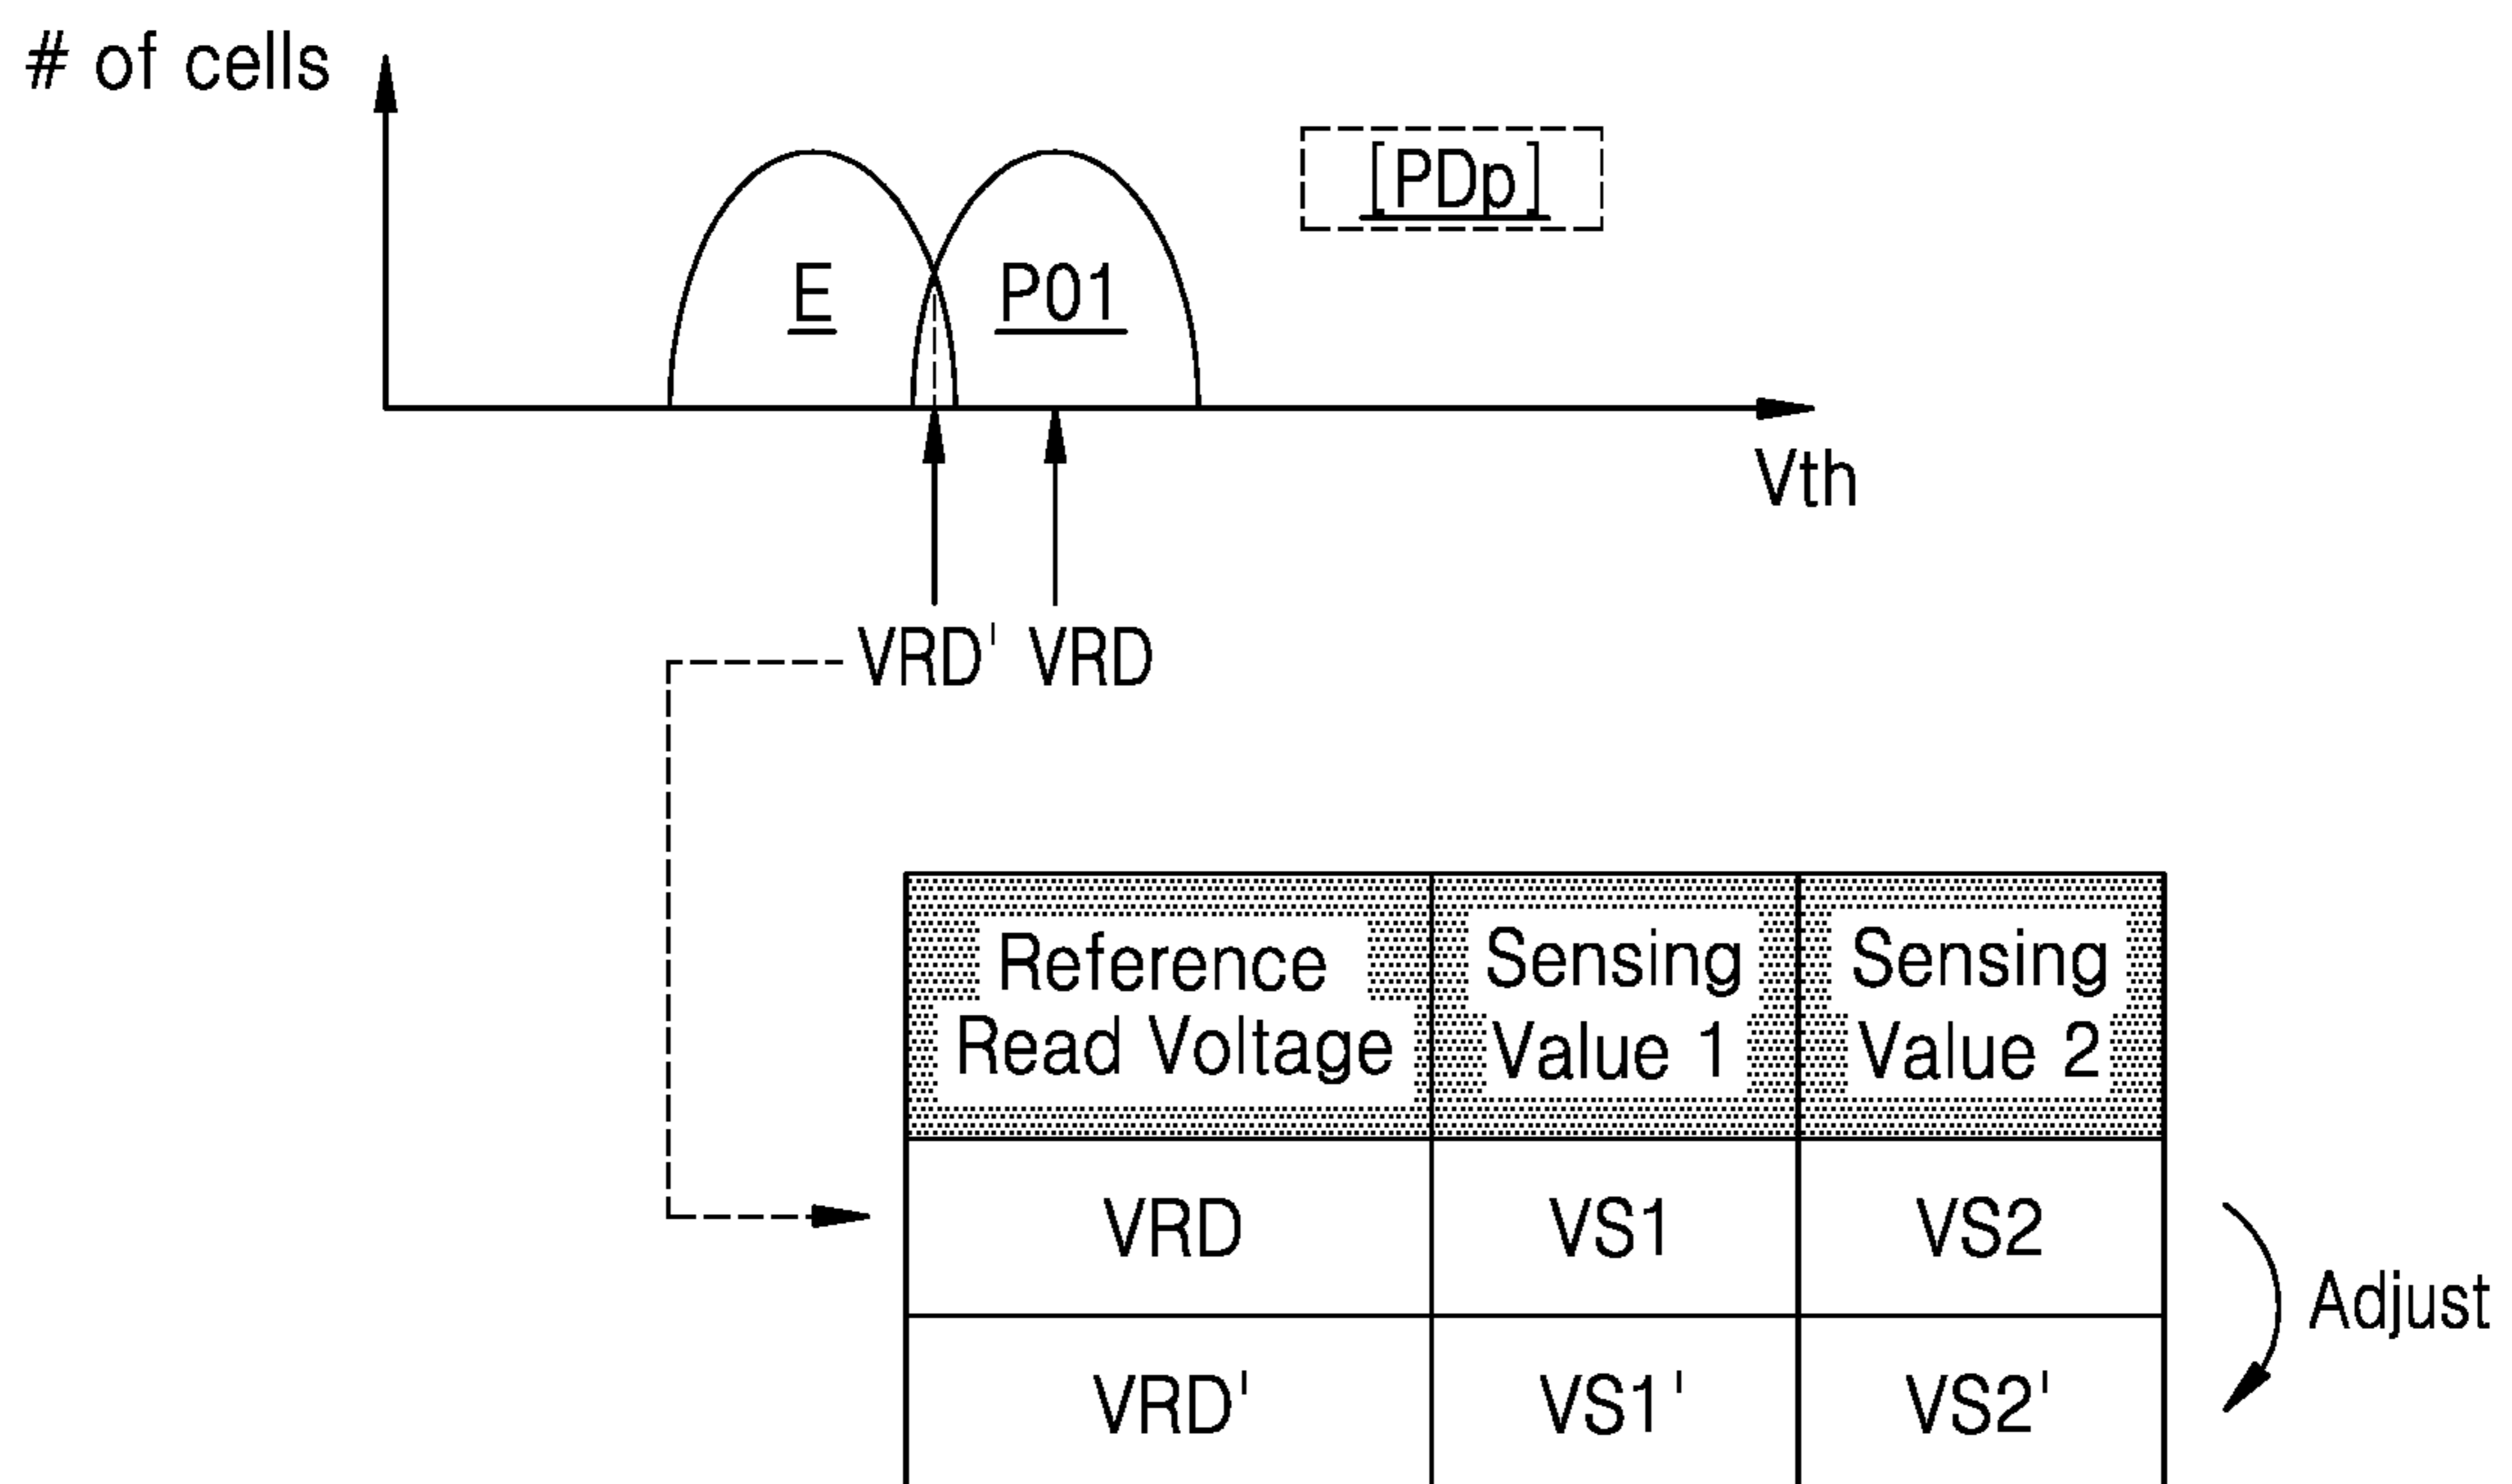 # of cells
[PDp]
E
P01
Vth
VRD' VRD
Reference Read Voltage
Sensing Value 1
Sensing Value 2
VRD VS1 VS2
Adjust
VRD' VS1' VS2'